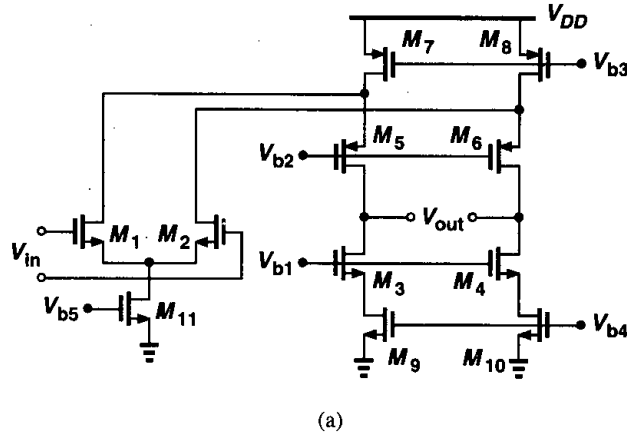 V_DD
M_7
M_8
V_b3
V_b2
M_5
M_6
V_in
M_1
M_2
V_out
V_b1
M_3
M_4
V_b5
M_11
M_9
M_10
V_b4
(a)